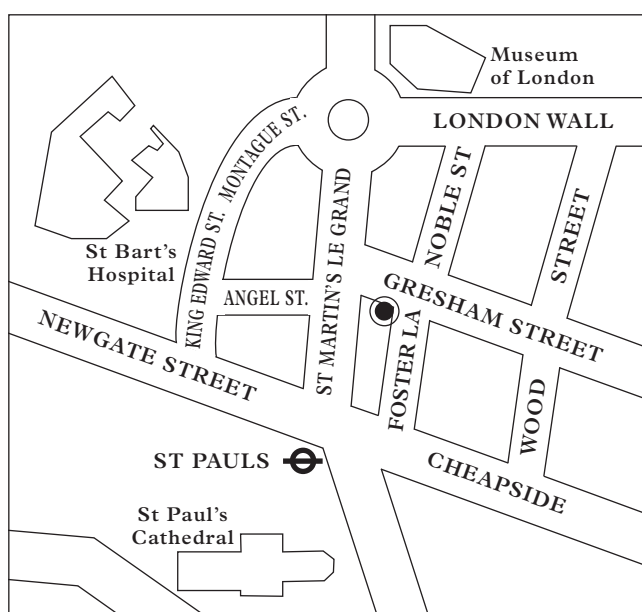 Museum
of London
LONDON WALL
MONTAGUE ST.
KING EDWARD ST.
ST MARTIN'S LE GRAND
NOBLE ST
STREET
St Bart's
Hospital
ANGEL ST.
GRESHAM STREET
NEWGATE STREET
FOSTER LA
WOOD
ST PAULS
CHEAPSIDE
St Paul's
Cathedral